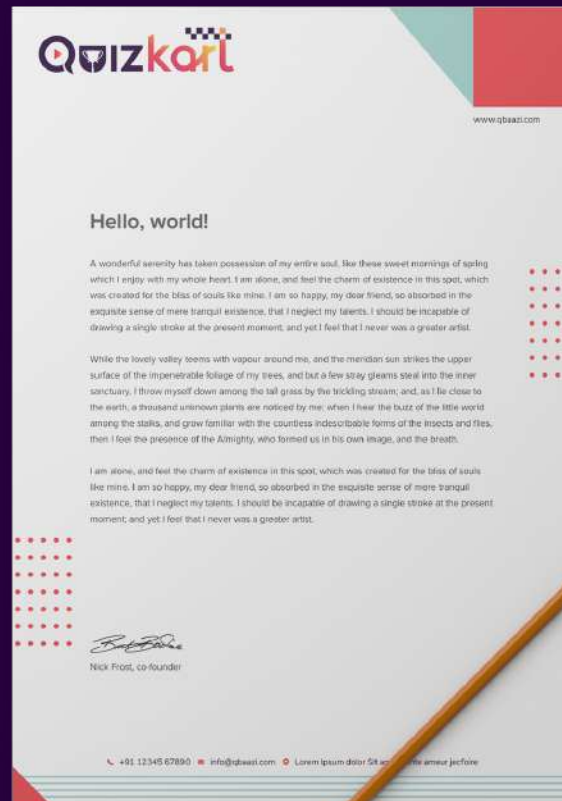 Quizkart
www.qbaazi.com
Hello, world!
A wonderful serenity has taken possession of my entire soul, like these sweet mornings of spring
which I enjoy with my whole heart. I am alone, and feel the charm of existence in this spot, which
was created for the bliss of souls like mine. I am so happy, my dear friend, so absorbed in the
exquisite sense of mere tranquil existence, that I neglect my talents. I should be incapable of
drawing a single stroke at the present moment; and yet I feel that I never was a greater artist.
While the lovely valley teems with vapour around me, and the meridian sun strikes the upper
surface of the impenetrable foliage of my trees, and but a few stray gleams steal into the inner
sanctuary, I throw myself down among the tall grass by the trickling stream; and, as I lie close to
the earth, a thousand unknown plants are noticed by me: when I hear the buzz of the little world
among the stalks, and grow familiar with the countless indescribable forms of the insects and flies,
then I feel the presence of the Almighty, who formed us in his own image, and the breath.
I am alone, and feel the charm of existence in this spot, which was created for the bliss of souls
like mine. I am so happy, my dear friend, so absorbed in the exquisite sense of mere tranquil
existence, that I neglect my talents. I should be incapable of drawing a single stroke at the present
moment; and yet I feel that I never was a greater artist.
Nick Frost, co-founder
+91 12345 67890 info@qbaazi.com Lorem ipsum dolor Sit ameur jecfoire